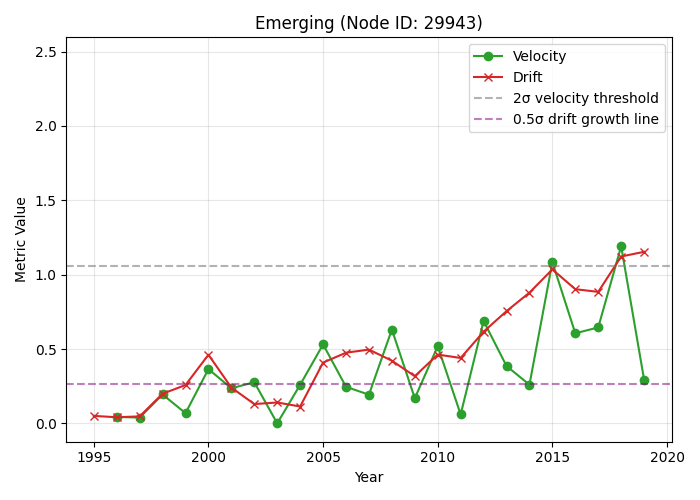 Emerging (Node ID: 29943)
Velocity
Drift
2σ velocity threshold
0.5σ drift growth line
Metric Value
2.5
2.0
1.5
1.0
0.5
0.0
1995 2000 2005 2010 2015 2020
Year